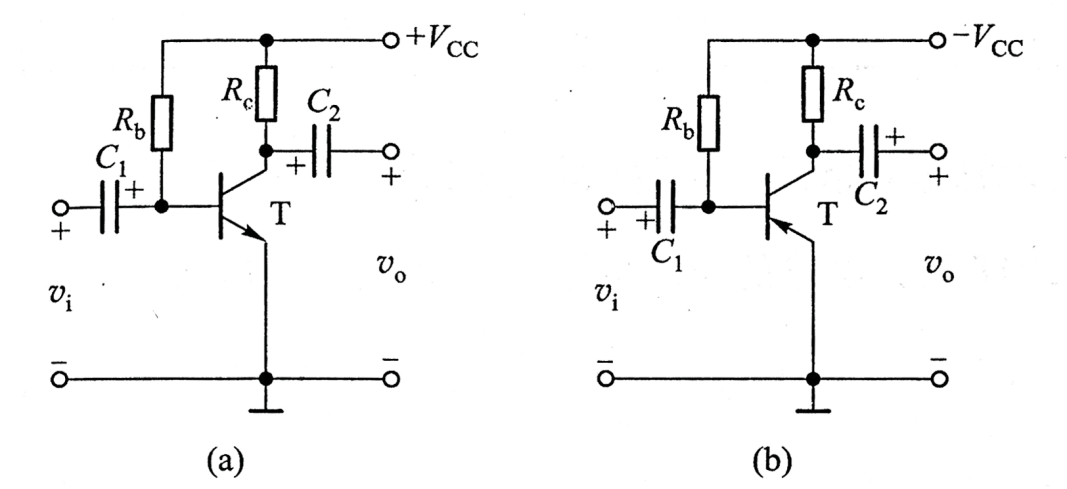 +V_CC
R_c
C_2
R_b
C_1
+
+
+
+
T
v_i
v_o
−
−
(a)
−V_CC
R_c
R_b
+
C_2
+
+
+
C_1
T
v_i
v_o
−
−
(b)